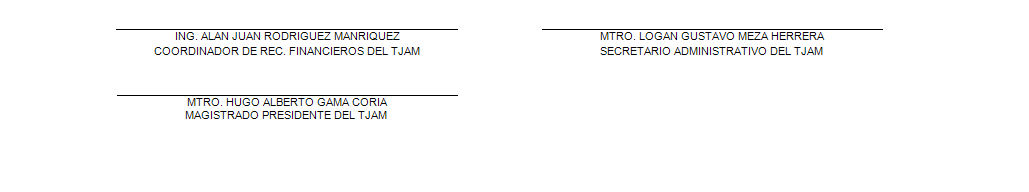 ING. ALAN JUAN RODRIGUEZ MANRIQUEZ
COORDINADOR DE REC. FINANCIEROS DEL TJAM
MTRO. LOGAN GUSTAVO MEZA HERRERA
SECRETARIO ADMINISTRATIVO DEL TJAM
MTRO. HUGO ALBERTO GAMA CORIA
MAGISTRADO PRESIDENTE DEL TJAM